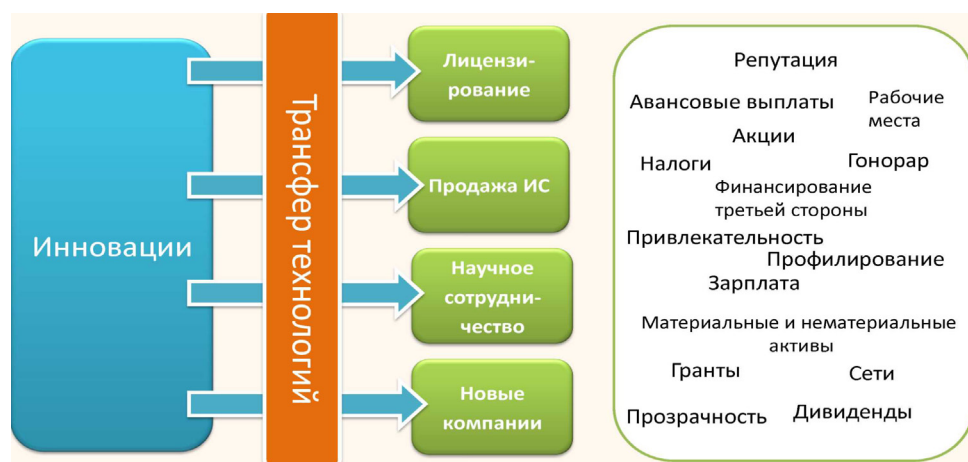 Инновации
Трансфер технологий
Лицензи-
рование
Продажа ИС
Научное
сотрудни-
чество
Новые
компании
Репутация
Авансовые выплаты
Рабочие
места
Акции
Налоги
Гонорар
Финансирование
третьей стороны
Привлекательность
Профилирование
Зарплата
Материальные и нематериальные
активы
Гранты
Сети
Прозрачность
Дивиденды